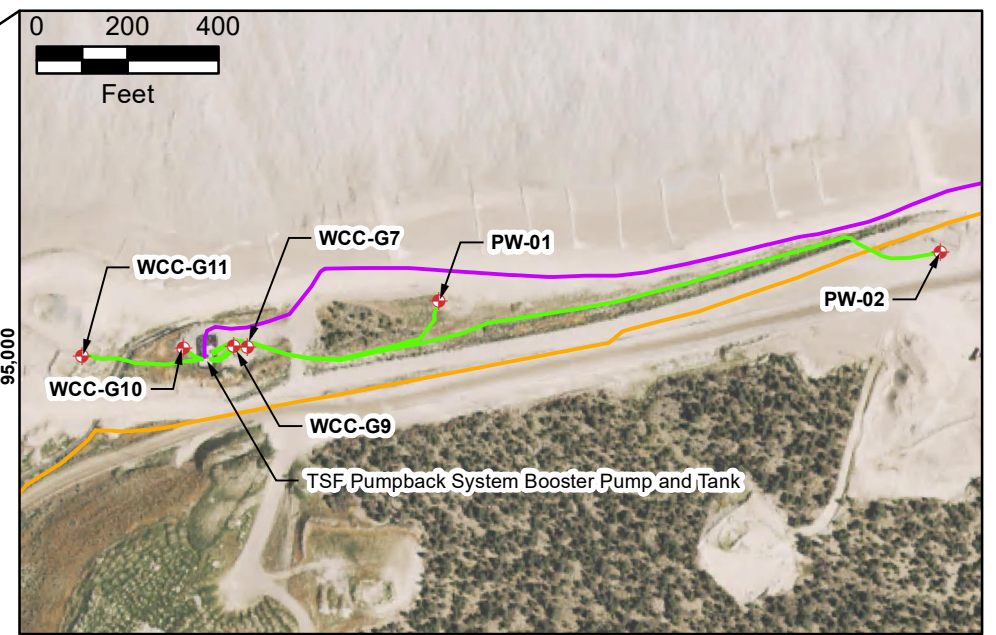 0 200 400
Feet
WCC-G7
PW-01
WCC-G11
PW-02
95,000
WCC-G10
WCC-G9
TSF Pumpback System Booster Pump and Tank